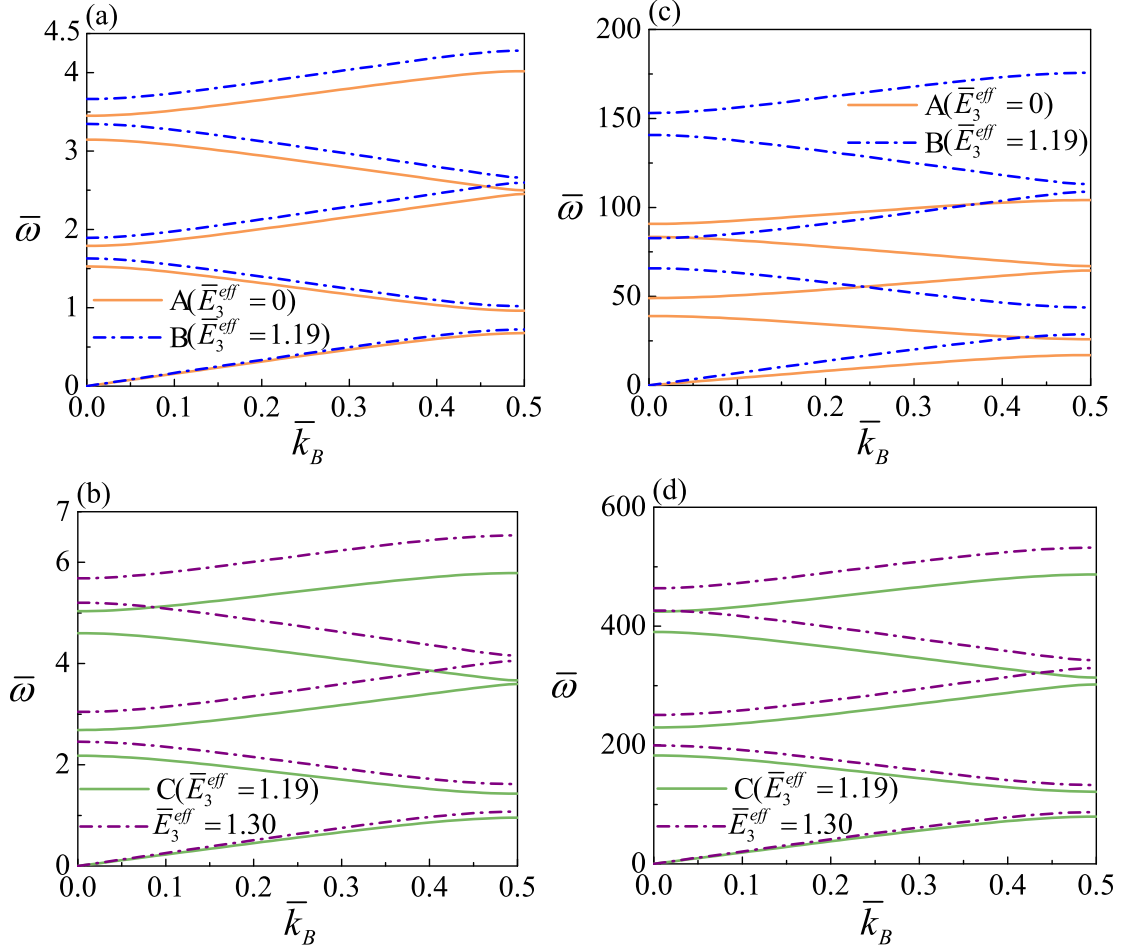 (a)
4.5
4
3
2
1
0
ω̄
A(Ē₃ᵉᶠᶠ = 0)
B(Ē₃ᵉᶠᶠ = 1.19)
0.0 0.1 0.2 0.3 0.4 0.5
k̄_B
(c)
200
150
100
50
0
ω̄
A(Ē₃ᵉᶠᶠ = 0)
B(Ē₃ᵉᶠᶠ = 1.19)
0.0 0.1 0.2 0.3 0.4 0.5
k̄_B
(b)
7
6
4
2
0
ω̄
C(Ē₃ᵉᶠᶠ = 1.19)
Ē₃ᵉᶠᶠ = 1.30
0.0 0.1 0.2 0.3 0.4 0.5
k̄_B
(d)
600
400
200
0
ω̄
C(Ē₃ᵉᶠᶠ = 1.19)
Ē₃ᵉᶠᶠ = 1.30
0.0 0.1 0.2 0.3 0.4 0.5
k̄_B